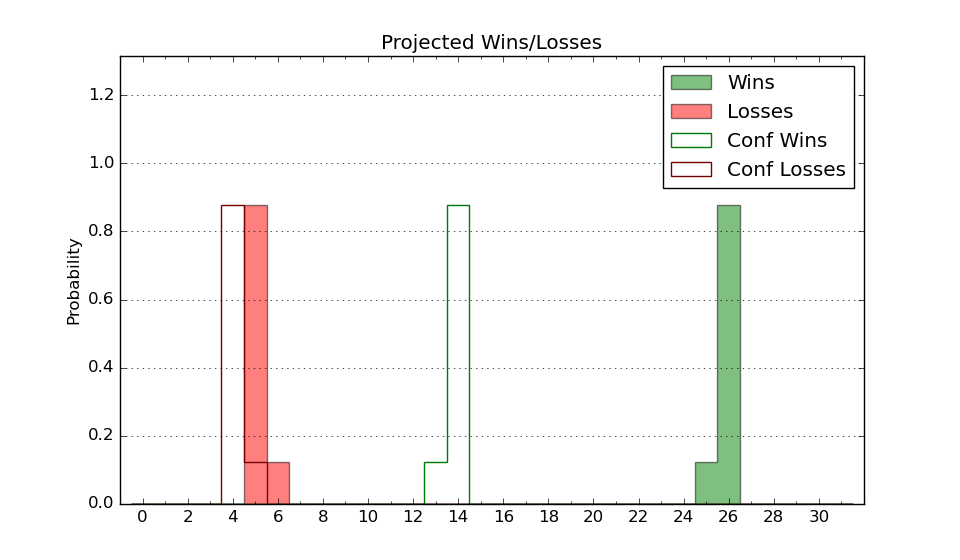 Projected Wins/Losses
Wins
Losses
Conf Wins
Conf Losses
Probability
1.2
1.0
0.8
0.6
0.4
0.2
0.0
0 2 4 6 8 10 12 14 16 18 20 22 24 26 28 30